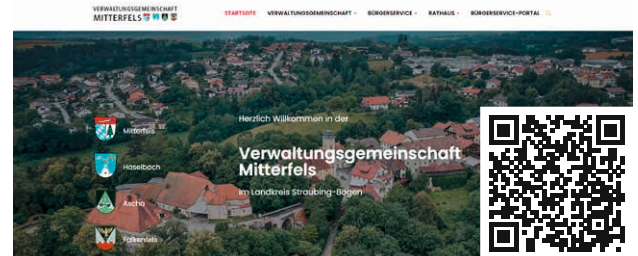 VERWALTUNGSGEMEINSCHAFT
MITTERFELS
STARTSEITE VERWALTUNGSGEMEINSCHAFT BÜRGERSERVICE RATHAUS BÜRGERSERVICE-PORTAL
Herzlich Willkommen in der
Mitterfels
Verwaltungsgemeinschaft
Mitterfels
Haselbach
im Landkreis Straubing-Bogen
Ascha
Falkenfels